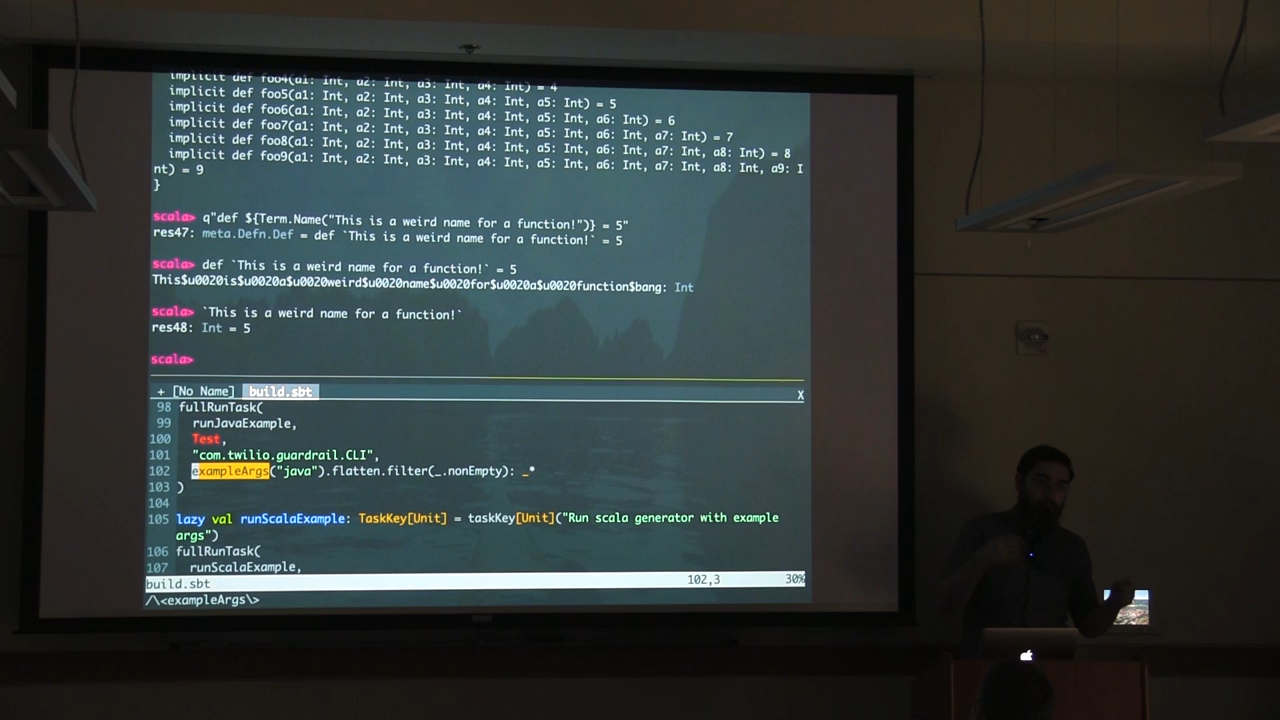 implicit def foo4(a1: Int, a2: Int, a3: Int, a4: Int) = 4
implicit def foo5(a1: Int, a2: Int, a3: Int, a4: Int, a5: Int) = 5
implicit def foo6(a1: Int, a2: Int, a3: Int, a4: Int, a5: Int, a6: Int) = 6
implicit def foo7(a1: Int, a2: Int, a3: Int, a4: Int, a5: Int, a6: Int, a7: Int) = 7
implicit def foo8(a1: Int, a2: Int, a3: Int, a4: Int, a5: Int, a6: Int, a7: Int, a8: Int) = 8
implicit def foo9(a1: Int, a2: Int, a3: Int, a4: Int, a5: Int, a6: Int, a7: Int, a8: Int, a9: I
nt) = 9
}
scala> q"def ${Term.Name("This is a weird name for a function!")} = 5"
res47: meta.Defn.Def = def `This is a weird name for a function!` = 5
scala> def `This is a weird name for a function!` = 5
This$u0020is$u0020a$u0020weird$u0020name$u0020for$u0020a$u0020function$bang: Int
scala> `This is a weird name for a function!`
res48: Int = 5
scala>
+ [No Name] build.sbt X
98 fullRunTask(
99 runJavaExample,
100 Test,
101 "com.twilio.guardrail.CLI",
102 exampleArgs("java").flatten.filter(_.nonEmpty): _*
103 )
104
105 lazy val runScalaExample: TaskKey[Unit] = taskKey[Unit]("Run scala generator with example
args")
106 fullRunTask(
107 runScalaExample,
build.sbt 102,3 30%
/\<exampleArgs\>